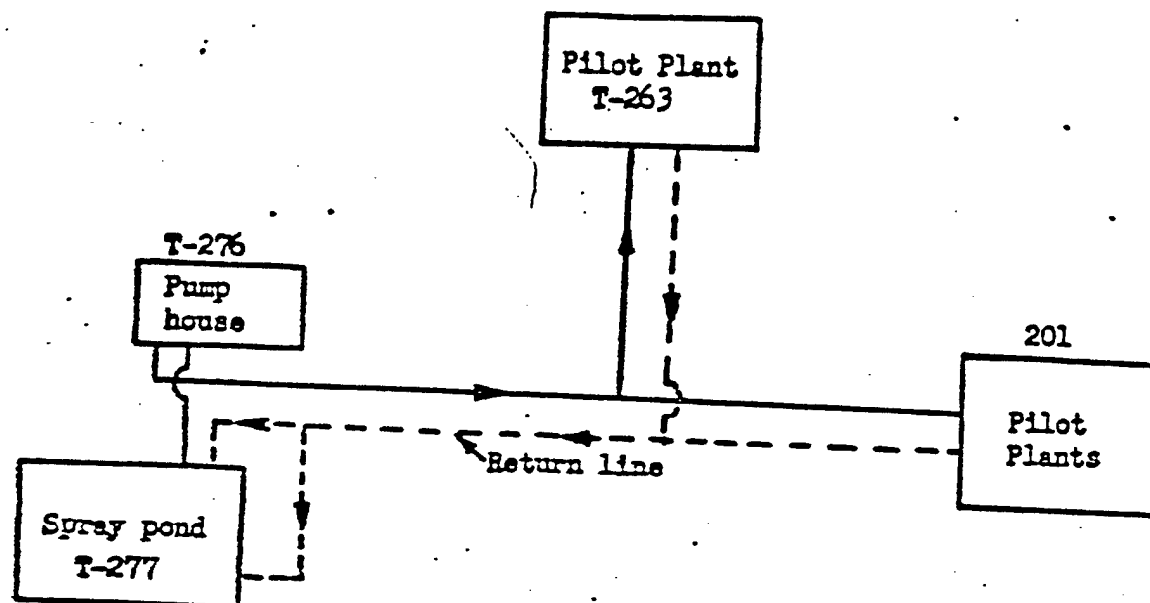 Pilot Plant
T-263
T-276
Pump
house
201
Pilot
Plants
Return line
Spray pond
T-277